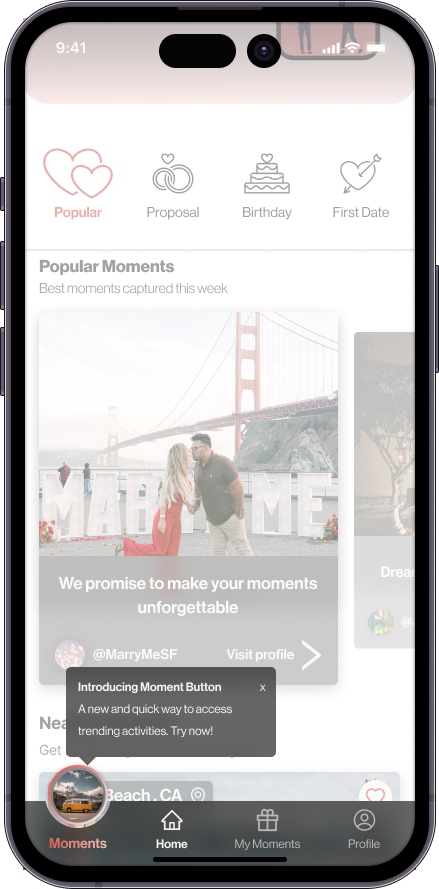 9:41
Popular Proposal Birthday First Date
Popular Moments
Best moments captured this week
MARRY ME
We promise to make your moments
unforgettable
@MarryMeSF Visit profile
Introducing Moment Button x
A new and quick way to access
trending activities. Try now!
Get
Beach, CA
Moments Home My Moments Profile